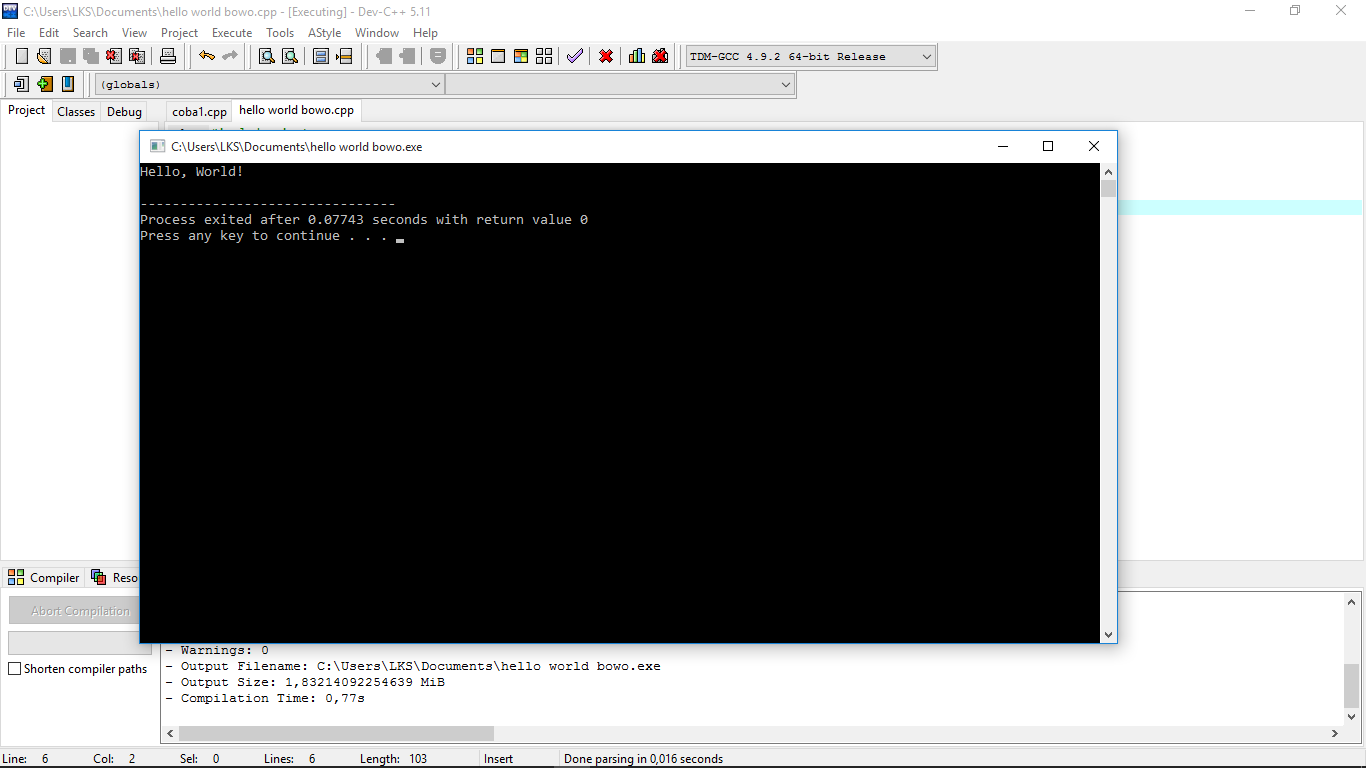 C:\Users\LKS\Documents\hello world bowo.cpp - [Executing] - Dev-C++ 5.11
File Edit Search View Project Execute Tools AStyle Window Help
TDM-GCC 4.9.2 64-bit Release
(globals)
Project Classes Debug coba1.cpp hello world bowo.cpp
C:\Users\LKS\Documents\hello world bowo.exe
Hello, World!
--------------------------------
Process exited after 0.07743 seconds with return value 0
Press any key to continue . . .
Compiler
Abort Compilation
Shorten compiler paths
- Warnings: 0
- Output Filename: C:\Users\LKS\Documents\hello world bowo.exe
- Output Size: 1,83214092254639 MiB
- Compilation Time: 0,77s
Line: 6 Col: 2 Sel: 0 Lines: 6 Length: 103 Insert Done parsing in 0,016 seconds